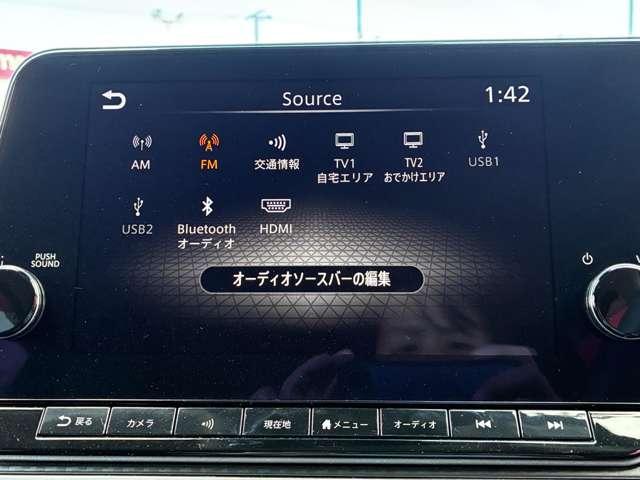 Source
1:42
AM
FM
交通情報
TV1
自宅エリア
TV2
おでかけエリア
USB1
USB2
Bluetooth
オーディオ
HDMI
オーディオソースバーの編集
PUSH
SOUND
戻る
カメラ
現在地
メニュー
オーディオ